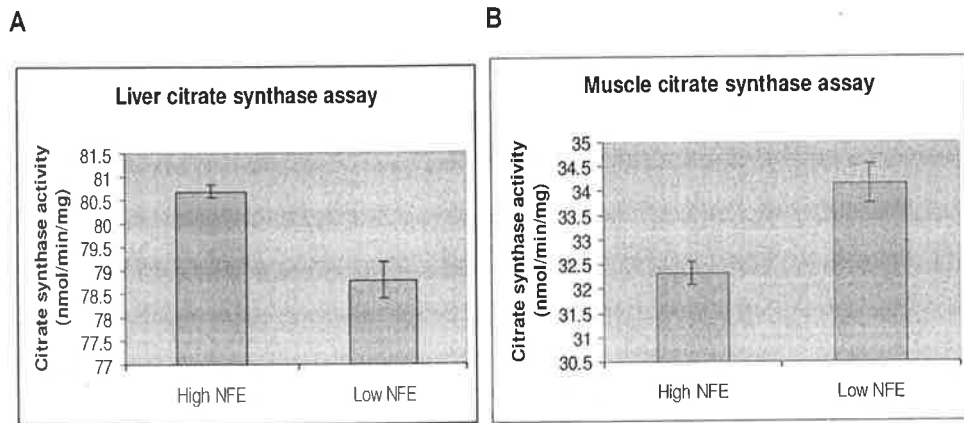 A
Liver citrate synthase assay
Citrate synthase activity
(nmol/min/mg)
81.5
81
80.5
80
79.5
79
78.5
78
77.5
77
High NFE
Low NFE
B
Muscle citrate synthase assay
Citrate synthase activity
(nmol/min/mg)
35
34.5
34
33.5
33
32.5
32
31.5
31
30.5
High NFE
Low NFE